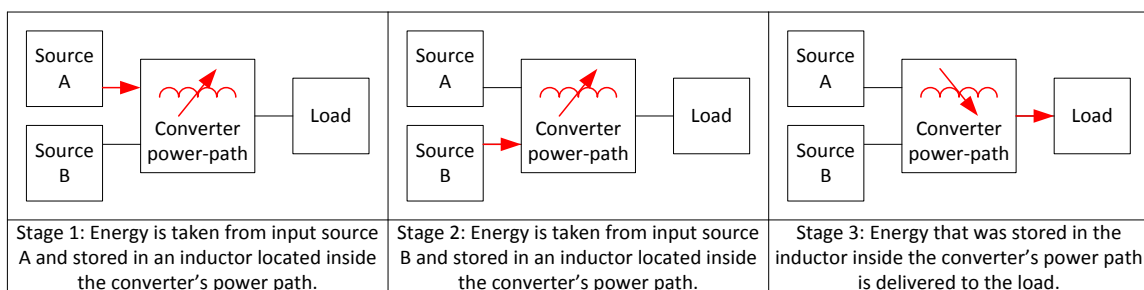 Source
A
Source
B
Converter
power-path
Load
Stage 1: Energy is taken from input source
A and stored in an inductor located inside
the converter's power path.
Source
A
Source
B
Converter
power-path
Load
Stage 2: Energy is taken from input source
B and stored in an inductor located inside
the converter's power path.
Source
A
Source
B
Converter
power-path
Load
Stage 3: Energy that was stored in the
inductor inside the converter's power path
is delivered to the load.